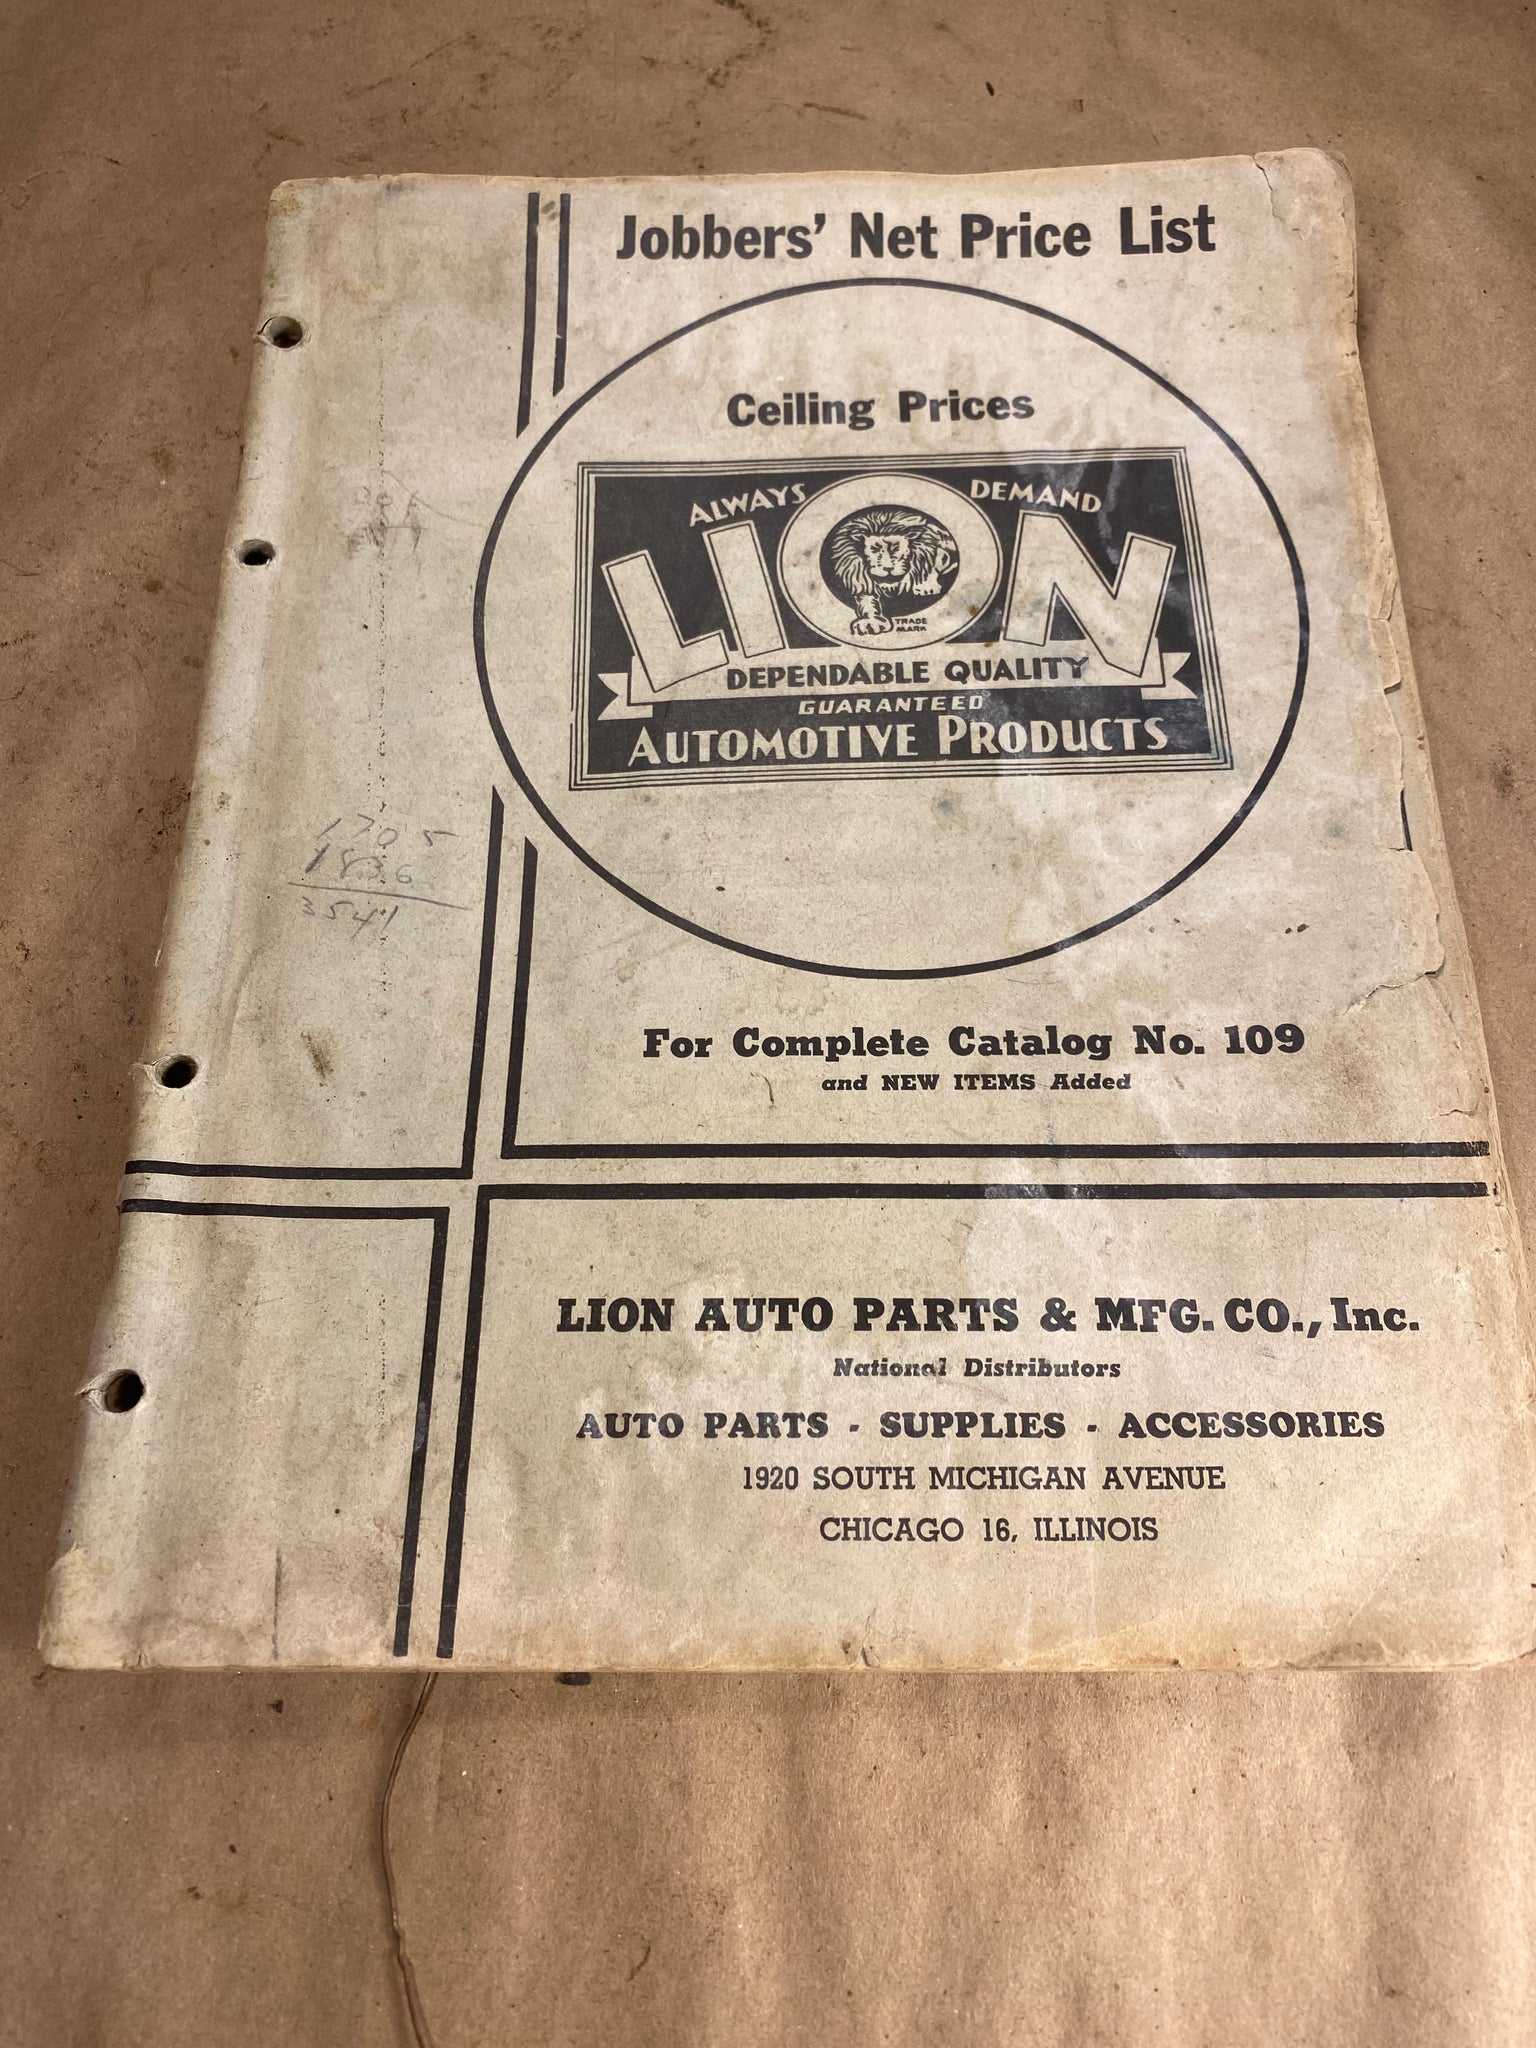 Jobbers' Net Price List
Ceiling Prices
ALWAYS DEMAND
LION
TRADE
MARK
DEPENDABLE QUALITY
GUARANTEED
AUTOMOTIVE PRODUCTS
1705
1836
3541
For Complete Catalog No. 109
and NEW ITEMS Added
LION AUTO PARTS & MFG. CO., Inc.
National Distributors
AUTO PARTS - SUPPLIES - ACCESSORIES
1920 SOUTH MICHIGAN AVENUE
CHICAGO 16, ILLINOIS